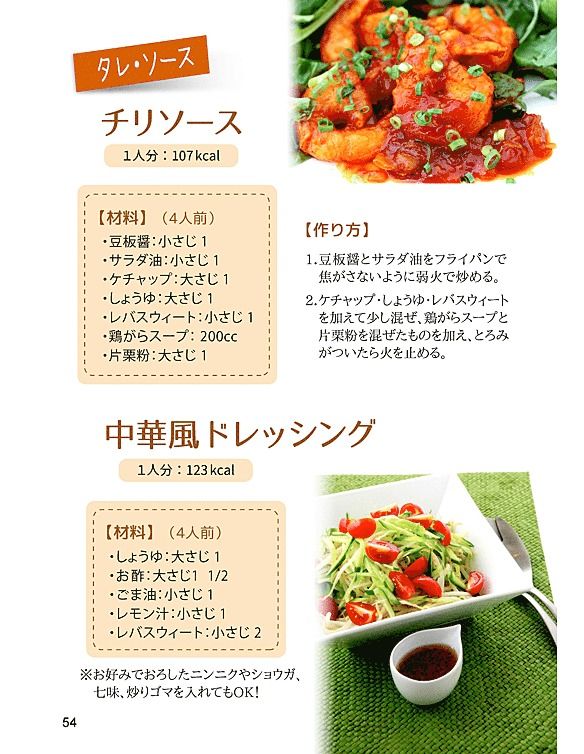 タレ・ソース
チリソース
1人分：107kcal
【材料】（4人前）
・豆板醤：小さじ1
・サラダ油：小さじ1
・ケチャップ：大さじ1
・しょうゆ：大さじ1
・レバスウィート：小さじ1
・鶏がらスープ：200cc
・片栗粉：大さじ1
【作り方】
1.豆板醤とサラダ油をフライパンで
焦がさないように弱火で炒める。
2.ケチャップ・しょうゆ・レバスウィート
を加えて少し混ぜ、鶏がらスープと
片栗粉を混ぜたものを加え、とろみ
がついたら火を止める。
中華風ドレッシング
1人分：123kcal
【材料】（4人前）
・しょうゆ：大さじ1
・お酢：大さじ1 1/2
・ごま油：小さじ1
・レモン汁：小さじ1
・レバスウィート：小さじ2
※お好みでおろしたニンニクやショウガ、
七味、炒りゴマを入れてもOK！
54